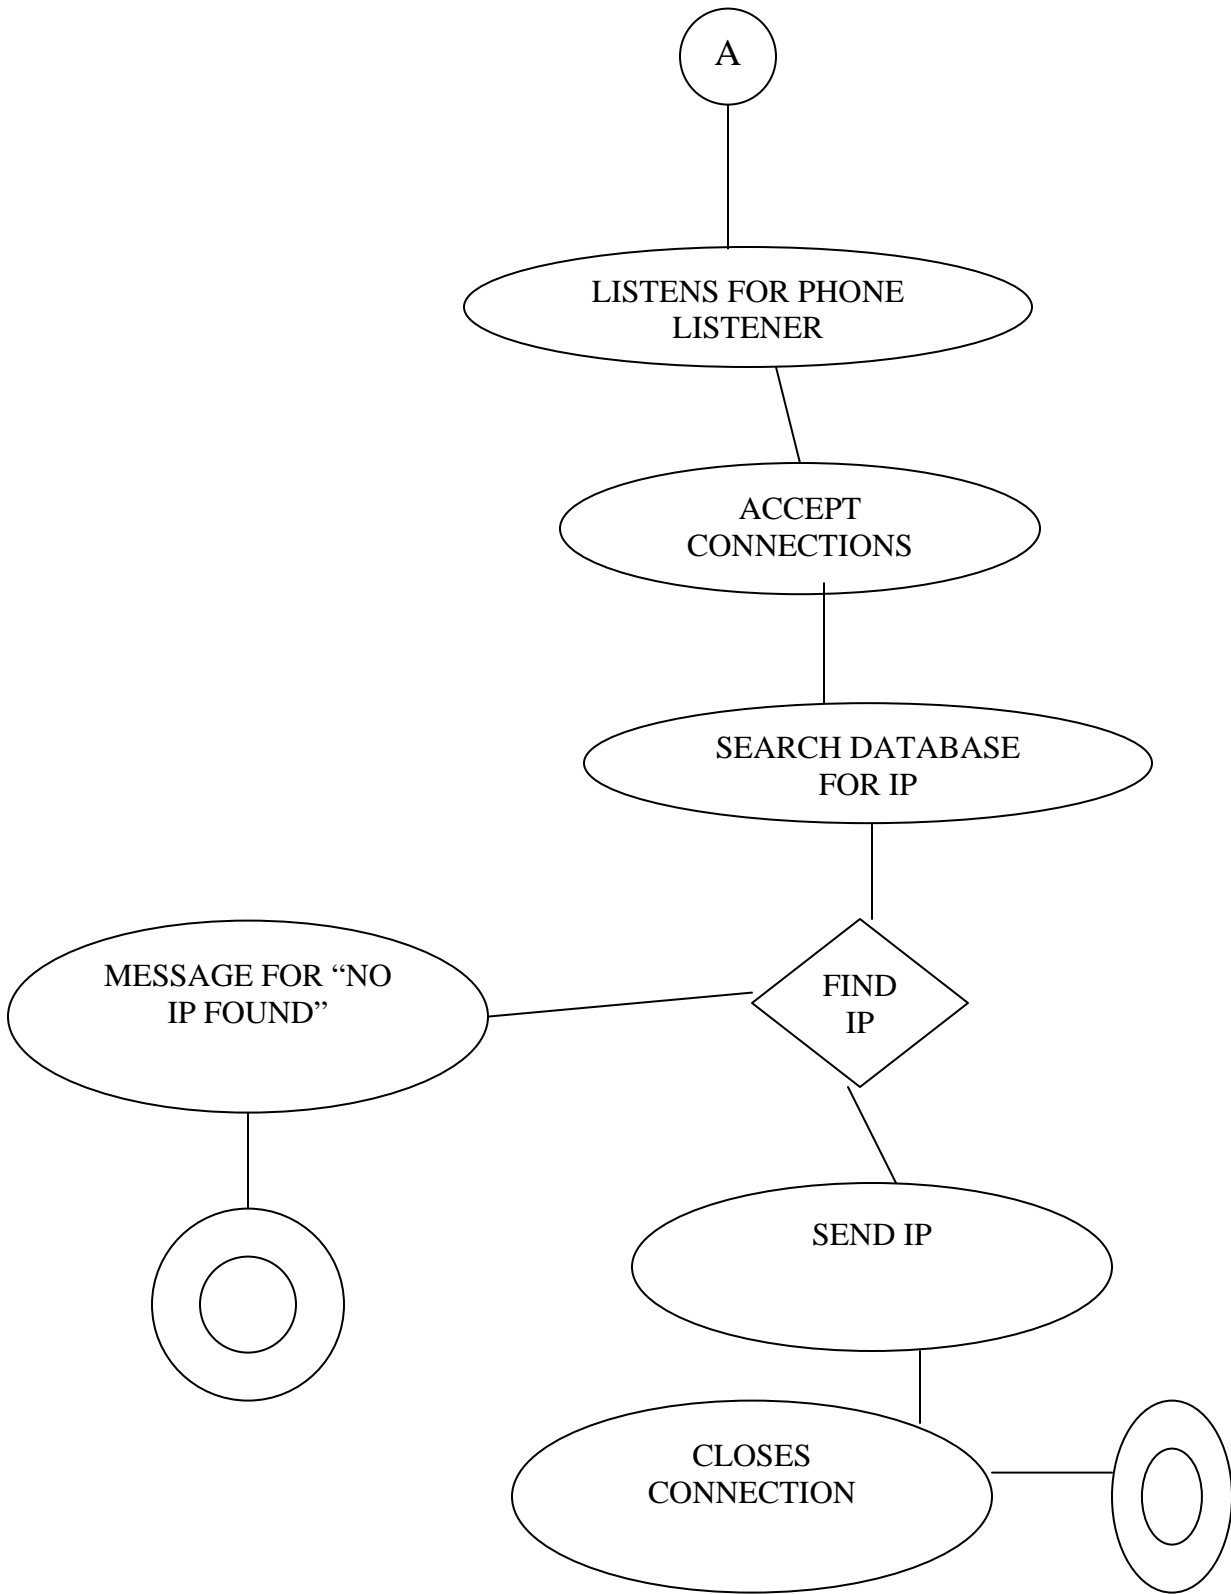 A
LISTENS FOR PHONE
LISTENER
ACCEPT
CONNECTIONS
SEARCH DATABASE
FOR IP
MESSAGE FOR “NO
IP FOUND”
FIND
IP
SEND IP
CLOSES
CONNECTION